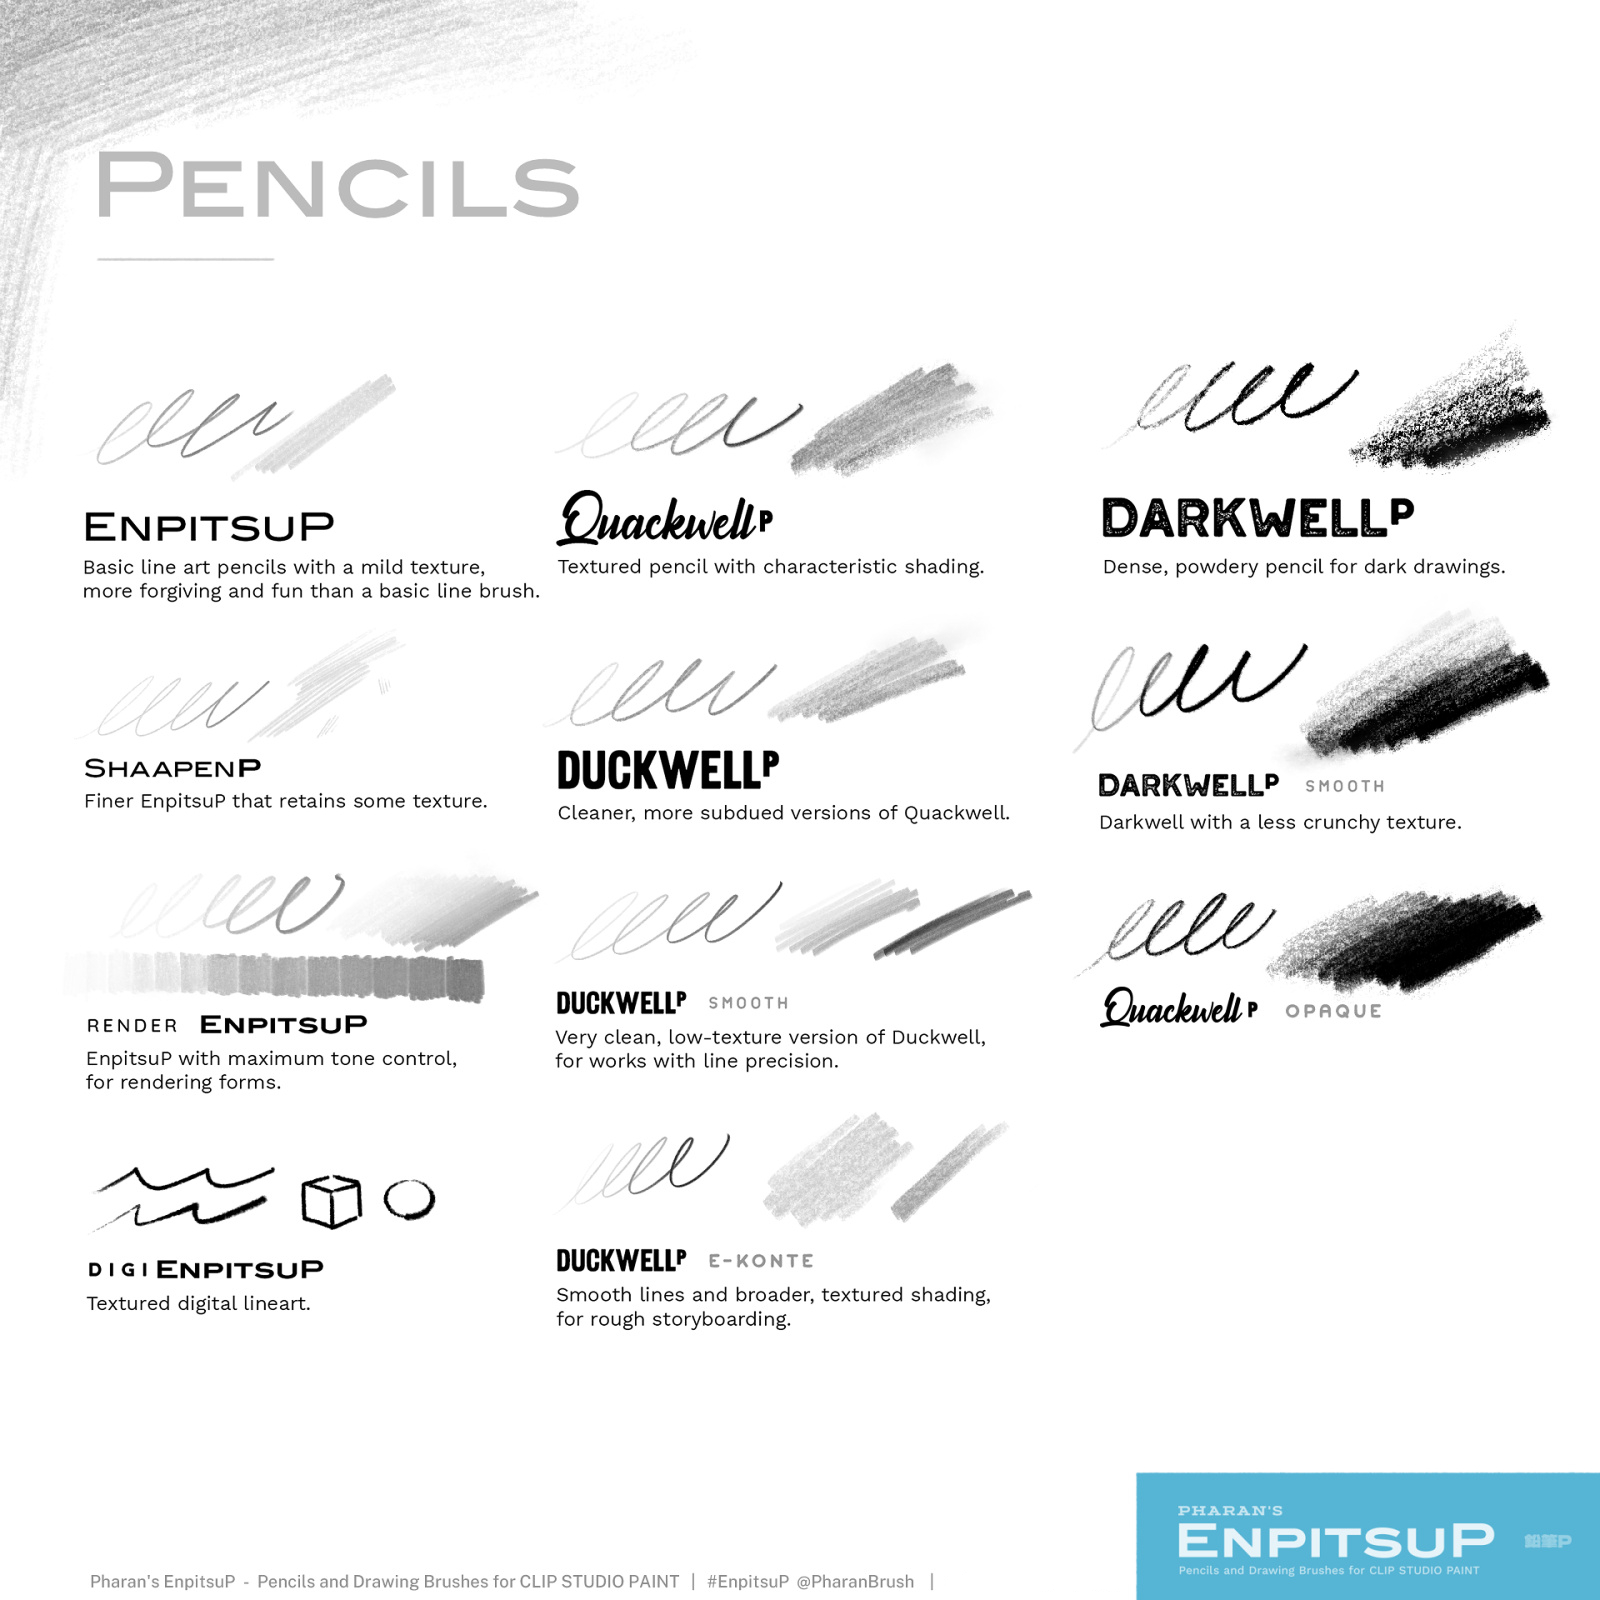 PENCILS
ENPITSUP
Basic line art pencils with a mild texture,
more forgiving and fun than a basic line brush.
SHAAPENP
Finer EnpitsuP that retains some texture.
RENDER ENPITSUP
EnpitsuP with maximum tone control,
for rendering forms.
DIGI ENPITSUP
Textured digital lineart.
Quackwell P
Textured pencil with characteristic shading.
DUCKWELLP
Cleaner, more subdued versions of Quackwell.
DUCKWELLP SMOOTH
Very clean, low-texture version of Duckwell,
for works with line precision.
DUCKWELLP E-KONTE
Smooth lines and broader, textured shading,
for rough storyboarding.
DARKWELLP
Dense, powdery pencil for dark drawings.
DARKWELLP SMOOTH
Darkwell with a less crunchy texture.
Quackwell P OPAQUE
PHARAN'S
ENPITSUP 鉛筆P
Pencils and Drawing Brushes for CLIP STUDIO PAINT
Pharan's EnpitsuP - Pencils and Drawing Brushes for CLIP STUDIO PAINT | #EnpitsuP @PharanBrush |